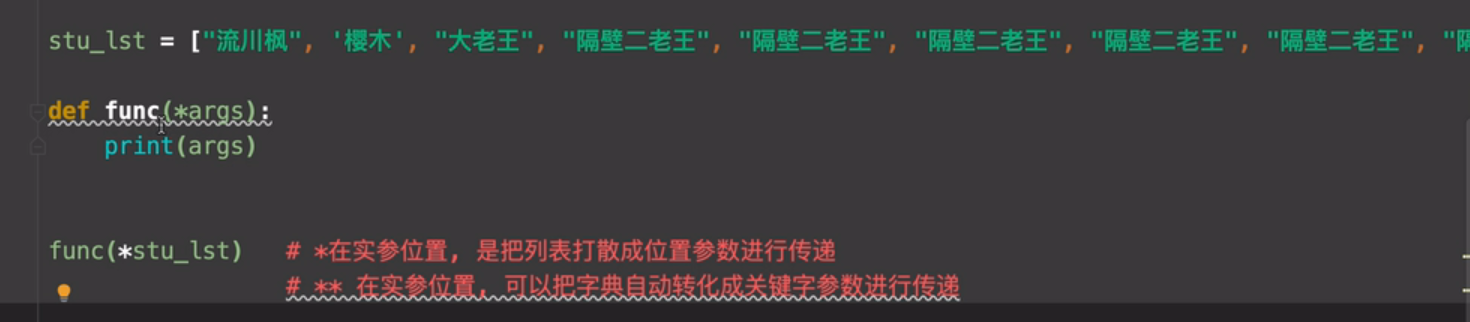 stu_lst = ["流川枫", '樱木', "大老王", "隔壁二老王", "隔壁二老王", "隔壁二老王", "隔壁二老王", "隔壁二老王", "
def func(*args):
print(args)
func(*stu_lst) # *在实参位置, 是把列表打散成位置参数进行传递
# ** 在实参位置, 可以把字典自动转化成关键字参数进行传递